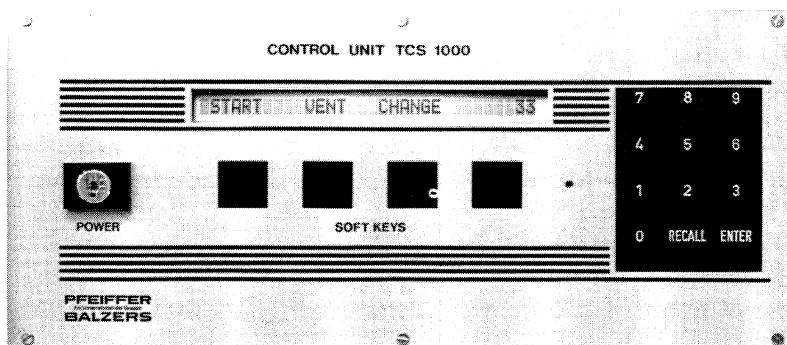 CONTROL UNIT TCS 1000
START VENT CHANGE 33
7 8 9
4 5 6
1 2 3
0 RECALL ENTER
POWER
SOFT KEYS
PFEIFFER
BALZERS